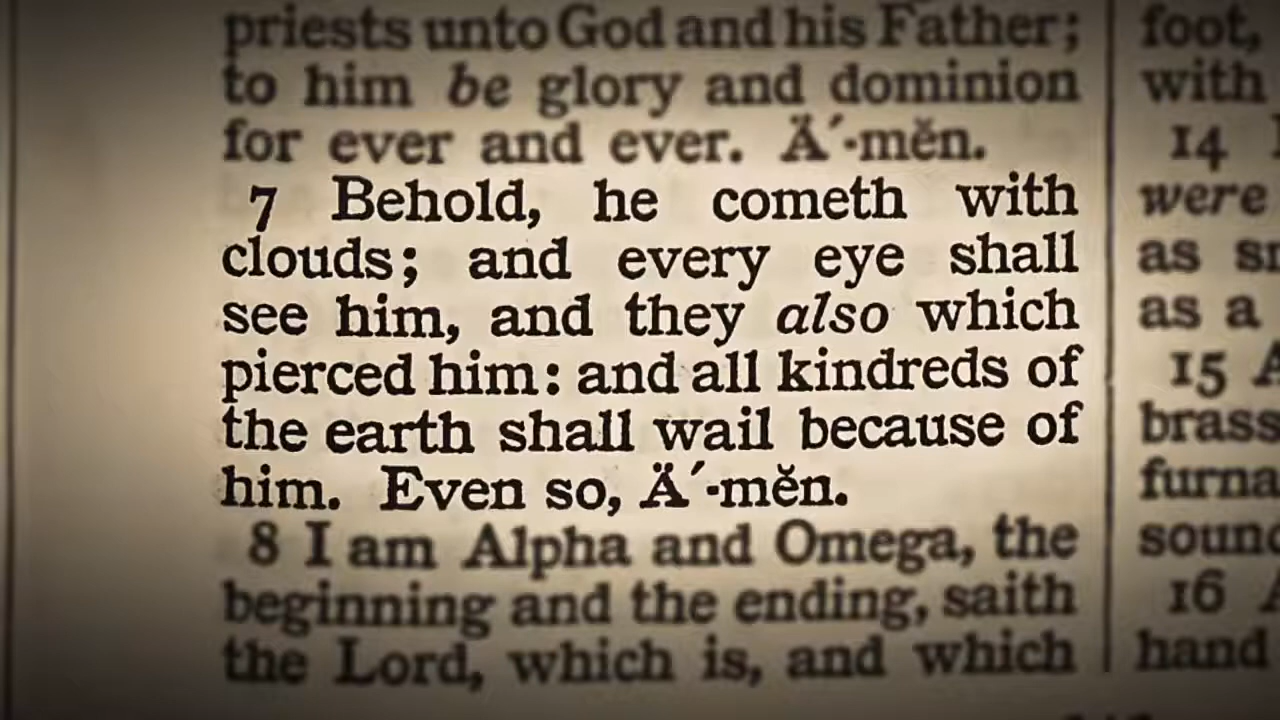 priests unto God and his Father;
to him be glory and dominion
for ever and ever. Ä′-mĕn.
7 Behold, he cometh with
clouds; and every eye shall
see him, and they also which
pierced him: and all kindreds of
the earth shall wail because of
him. Even so, Ä′-mĕn.
8 I am Alpha and Omega, the
beginning and the ending, saith
the Lord, which is, and which
foot,
with
14
were
as
as a
15
brass
furna
sound
16
hand